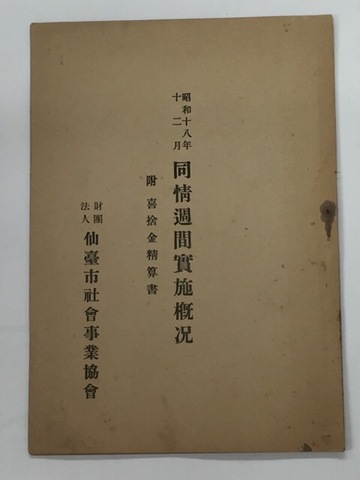 昭和十八年
十二月
同情週間實施概況
附 喜捨金精算書
財團
法人
仙臺市社會事業協會